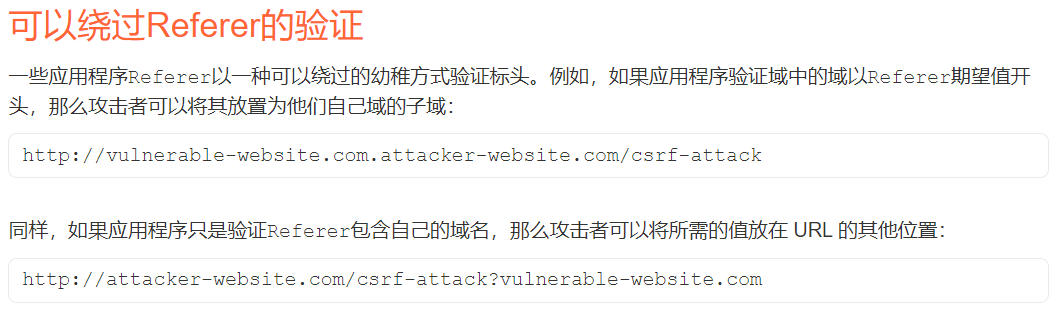 可以绕过Referer的验证
一些应用程序Referer以一种可以绕过的幼稚方式验证标头。例如，如果应用程序验证域中的域以Referer期望值开
头，那么攻击者可以将其放置为他们自己域的子域：
http://vulnerable-website.com.attacker-website.com/csrf-attack
同样，如果应用程序只是验证Referer包含自己的域名，那么攻击者可以将所需的值放在 URL 的其他位置：
http://attacker-website.com/csrf-attack?vulnerable-website.com